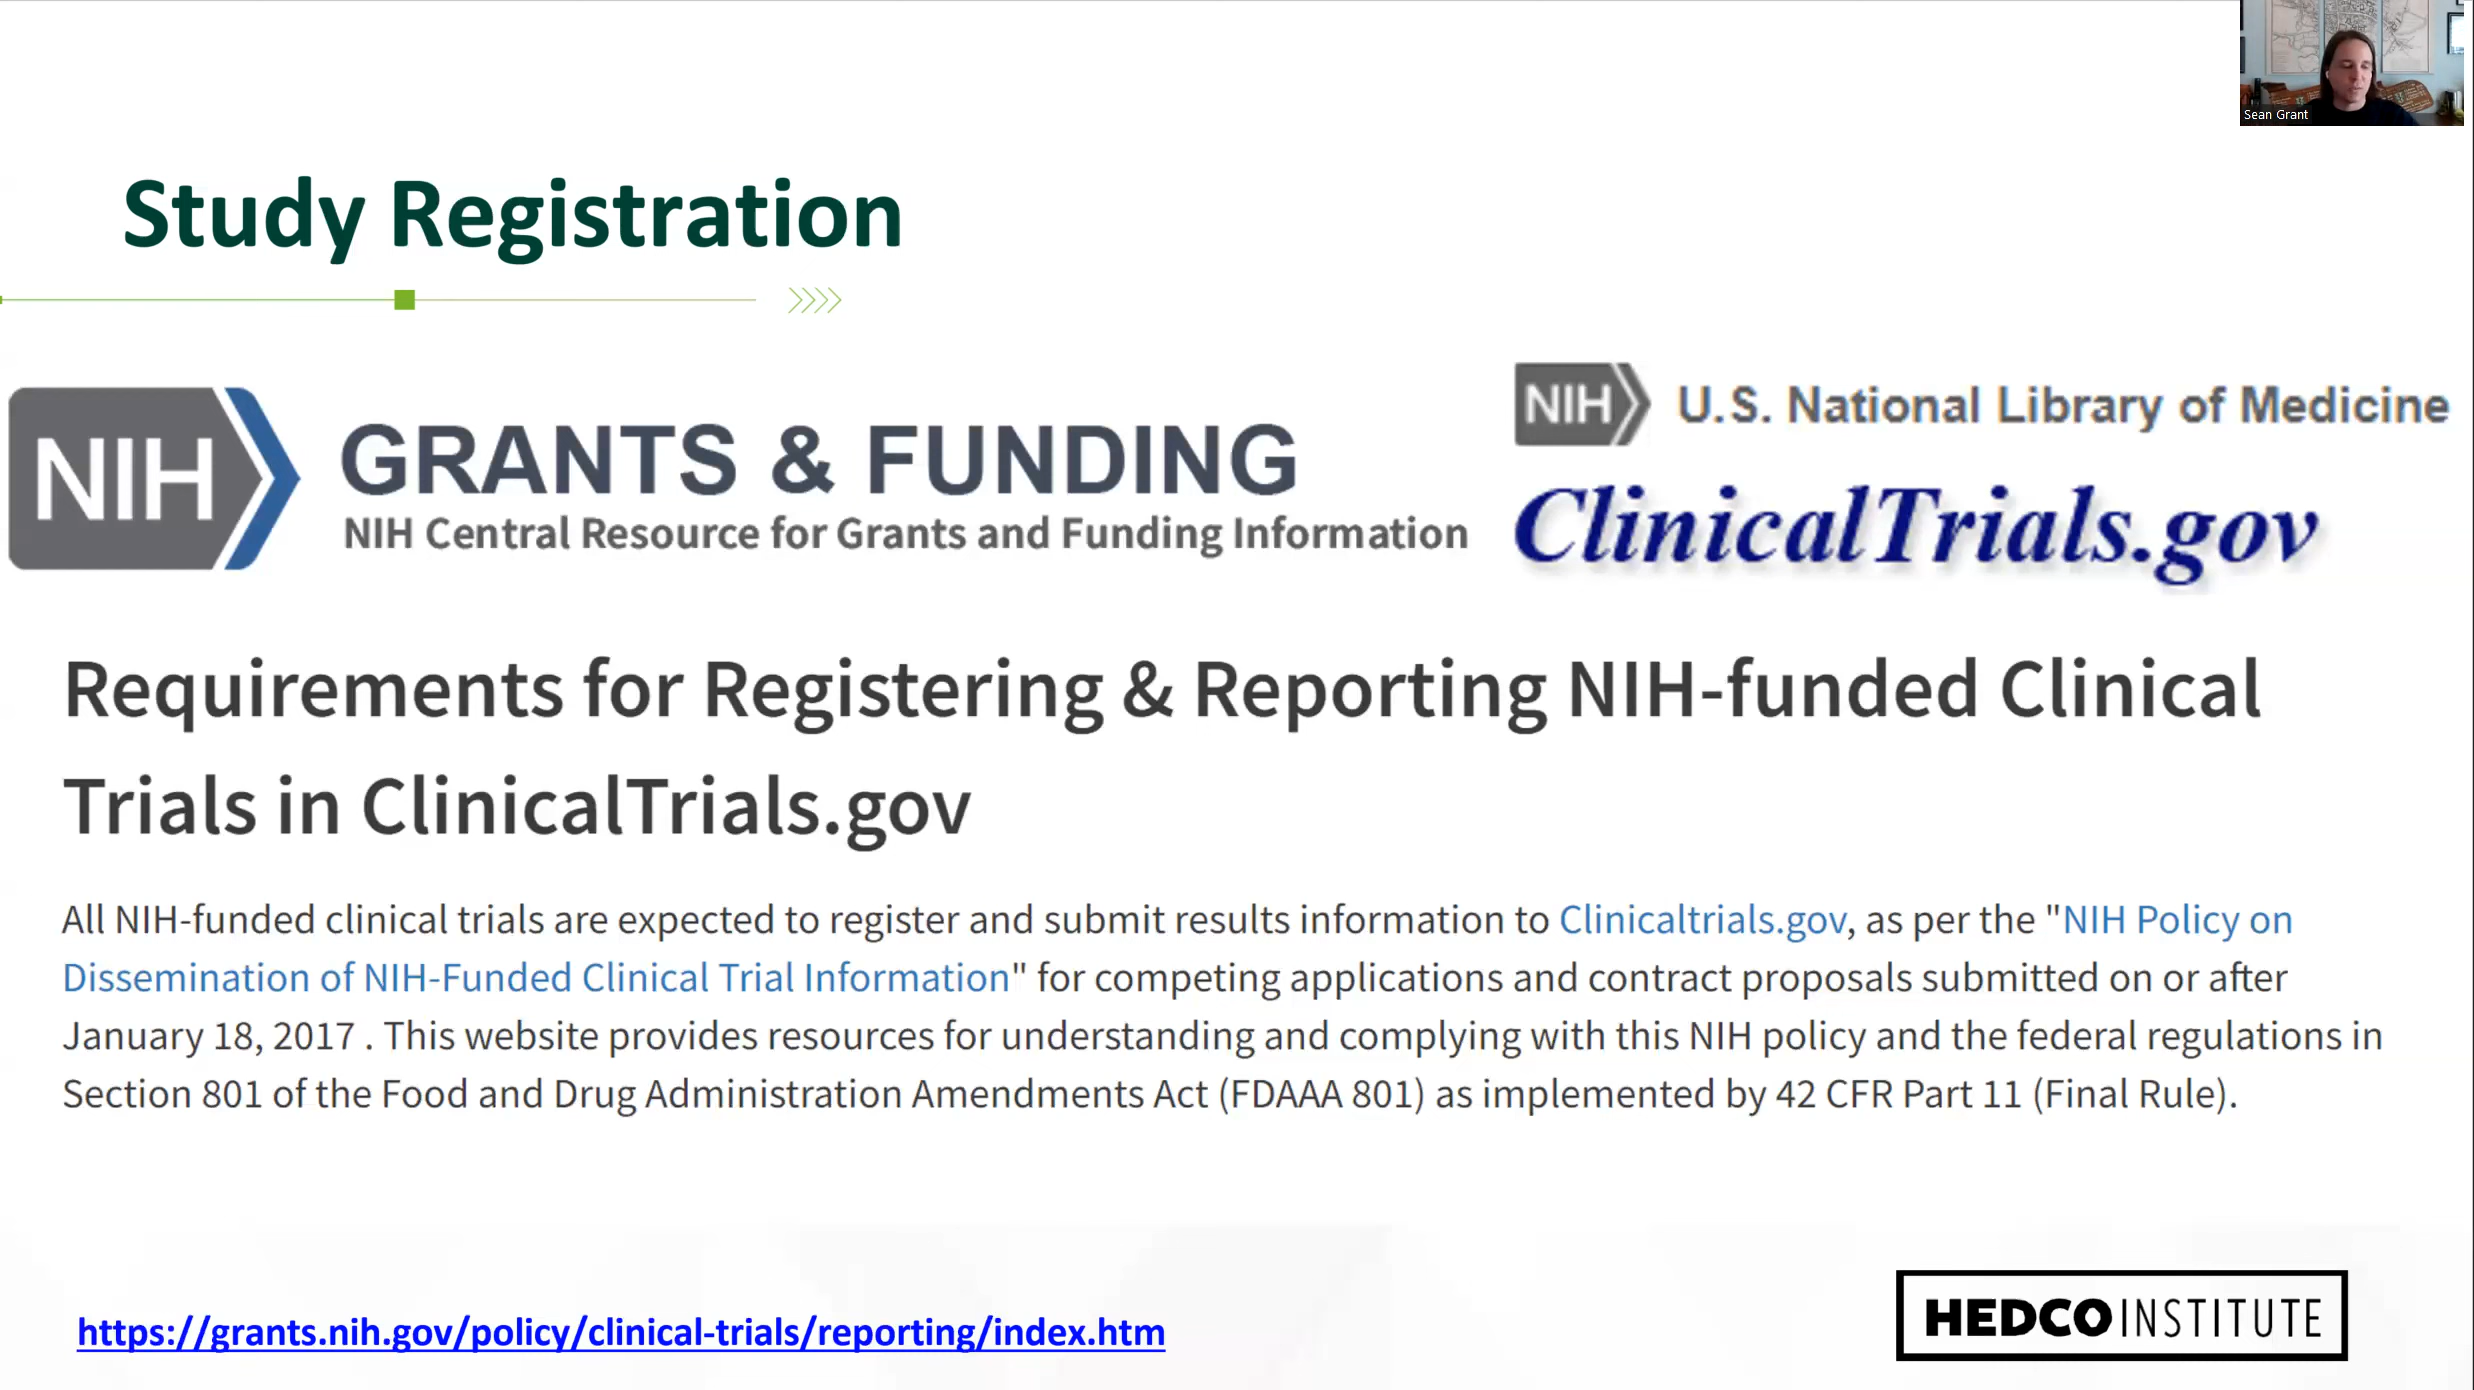 Sean Grant
Study Registration
NIH
GRANTS & FUNDING
NIH Central Resource for Grants and Funding Information
NIH
U.S. National Library of Medicine
ClinicalTrials.gov
Requirements for Registering & Reporting NIH-funded Clinical
Trials in ClinicalTrials.gov
All NIH-funded clinical trials are expected to register and submit results information to Clinicaltrials.gov, as per the "NIH Policy on
Dissemination of NIH-Funded Clinical Trial Information" for competing applications and contract proposals submitted on or after
January 18, 2017 . This website provides resources for understanding and complying with this NIH policy and the federal regulations in
Section 801 of the Food and Drug Administration Amendments Act (FDAAA 801) as implemented by 42 CFR Part 11 (Final Rule).
https://grants.nih.gov/policy/clinical-trials/reporting/index.htm
HEDCO INSTITUTE